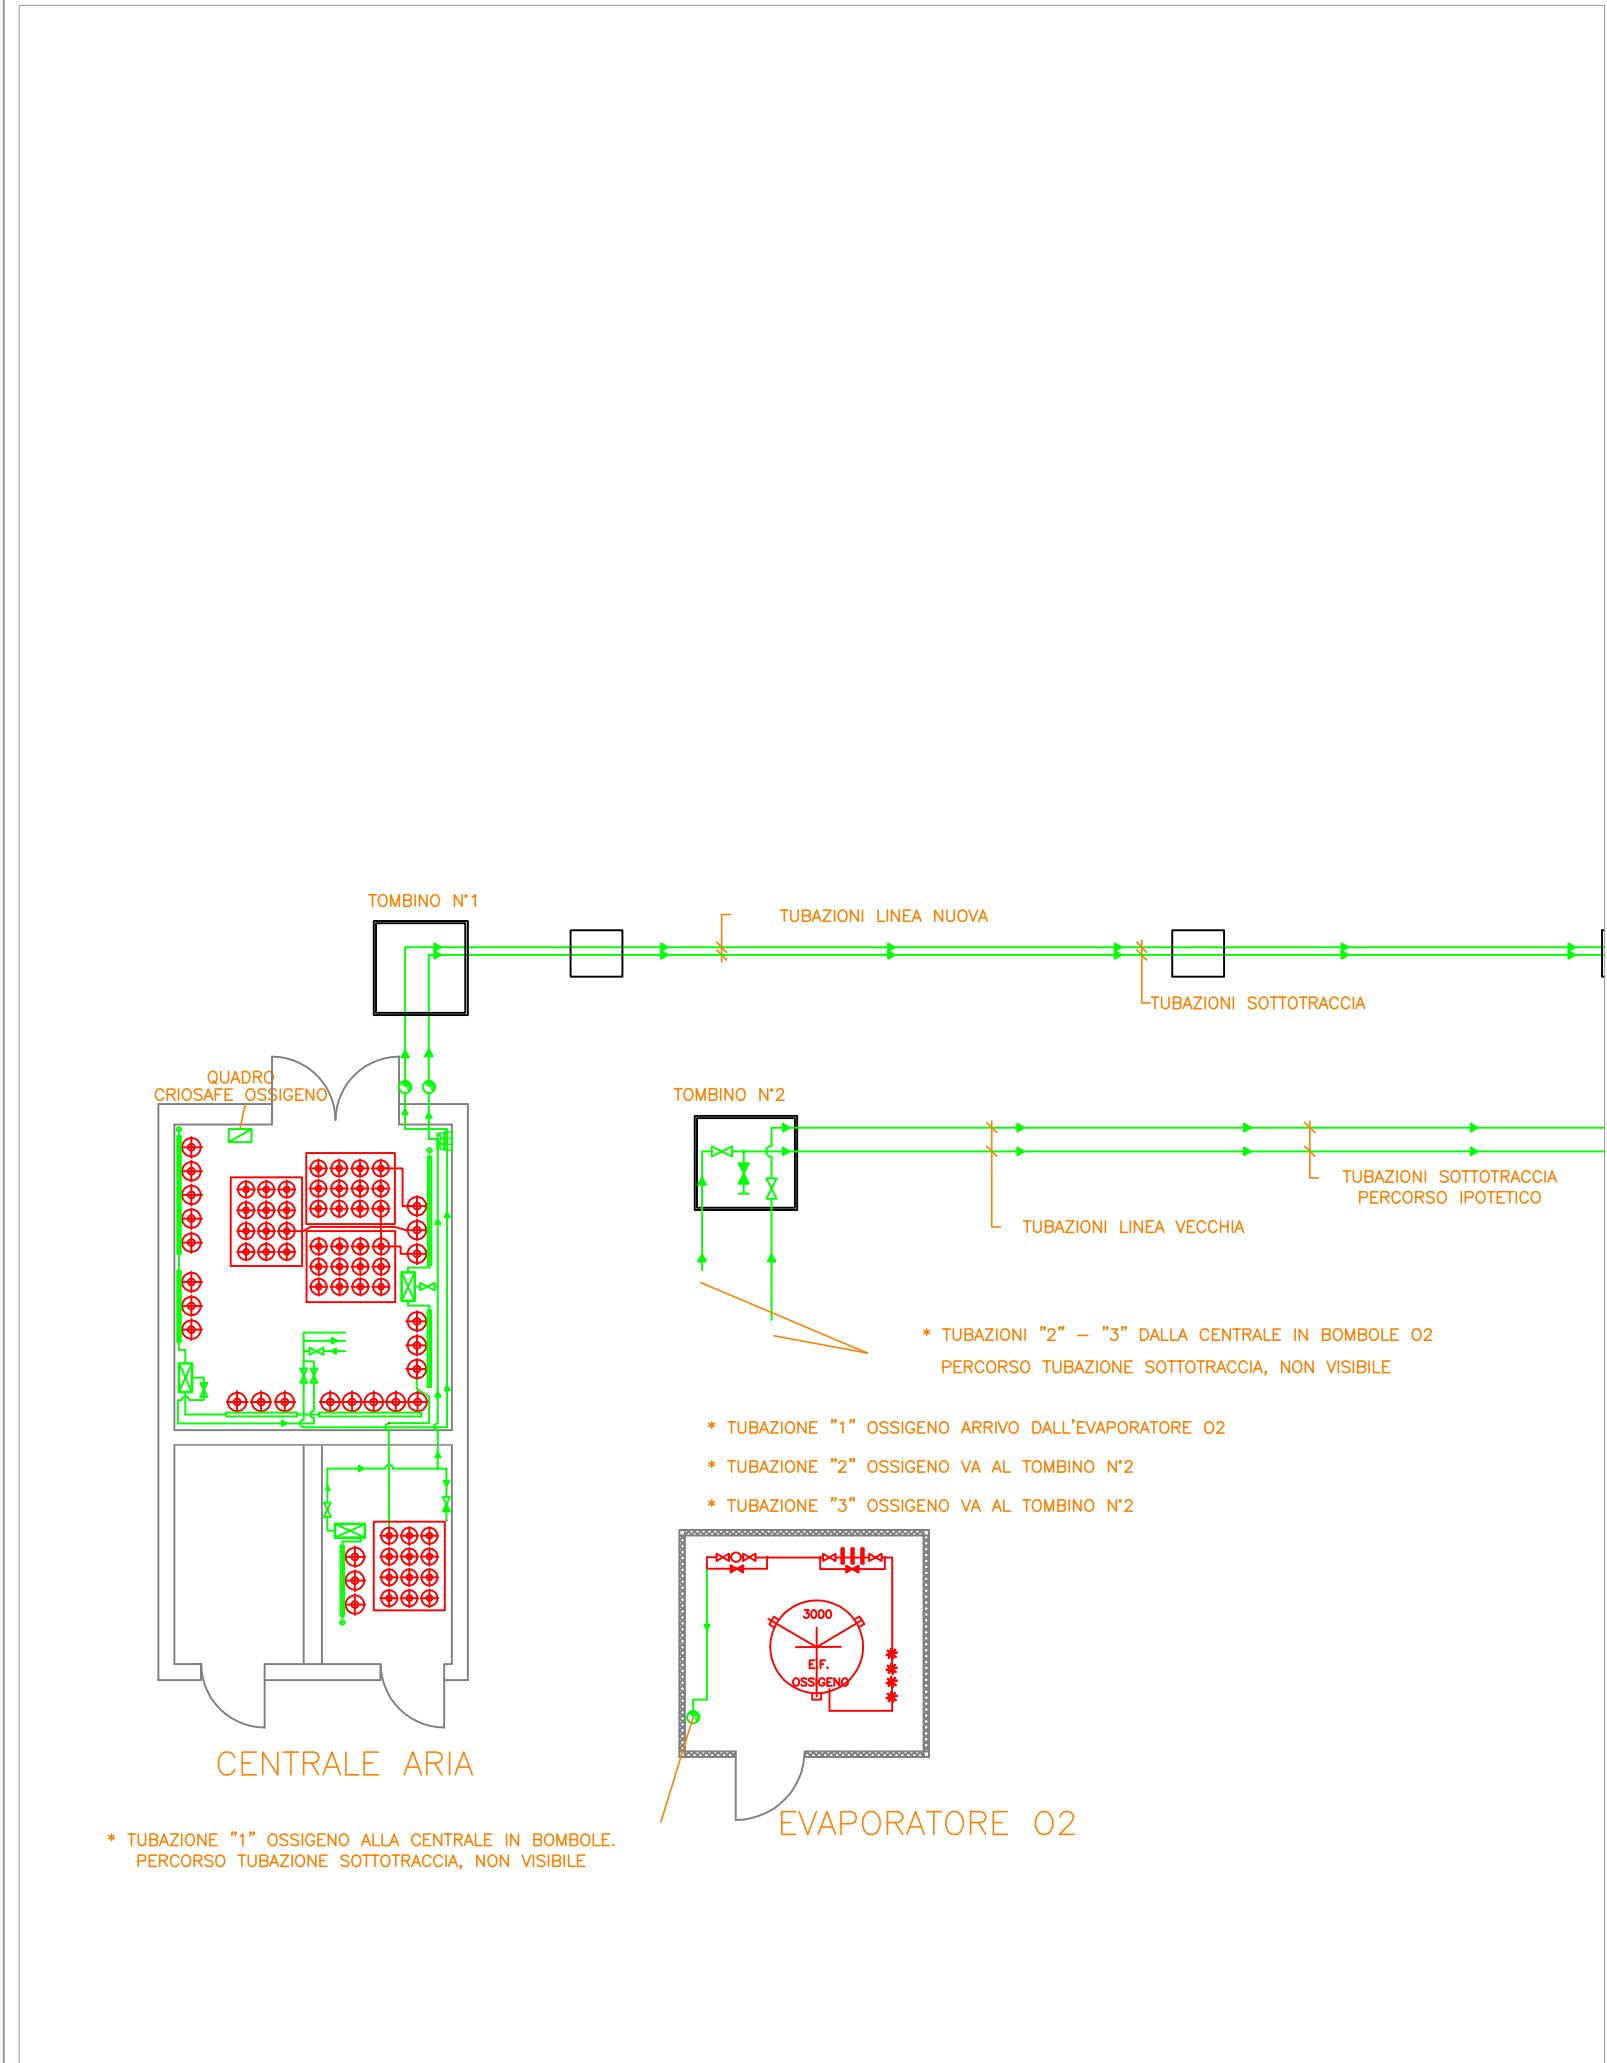 TOMBINO N°1
TUBAZIONI LINEA NUOVA
TUBAZIONI SOTTOTRACCIA
QUADRO
CRIOSAFE OSSIGENO
TOMBINO N°2
TUBAZIONI SOTTOTRACCIA
PERCORSO IPOTETICO
TUBAZIONI LINEA VECCHIA
* TUBAZIONI "2" - "3" DALLA CENTRALE IN BOMBOLE O2
PERCORSO TUBAZIONE SOTTOTRACCIA, NON VISIBILE
* TUBAZIONE "1" OSSIGENO ARRIVO DALL'EVAPORATORE O2
* TUBAZIONE "2" OSSIGENO VA AL TOMBINO N°2
* TUBAZIONE "3" OSSIGENO VA AL TOMBINO N°2
3000
E.F.
OSSIGENO
CENTRALE ARIA
EVAPORATORE O2
* TUBAZIONE "1" OSSIGENO ALLA CENTRALE IN BOMBOLE.
PERCORSO TUBAZIONE SOTTOTRACCIA, NON VISIBILE